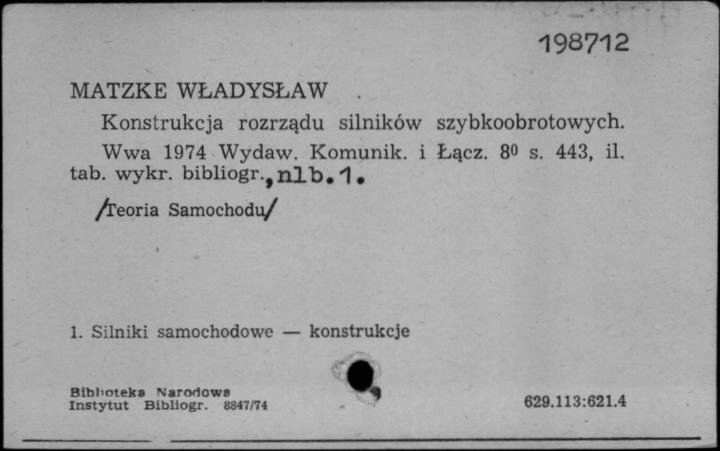 198712
MATZKE WŁADYSŁAW
Konstrukcja rozrządu silników szybkoobrotowych.
Wwa 1974 Wydaw. Komunik. i Łącz. 8⁰ s. 443, il.
tab. wykr. bibliogr., nlb.1.
/Teoria Samochodu/
1. Silniki samochodowe — konstrukcje
Biblioteka Narodowa
Instytut Bibliogr. 8847/74
629.113:621.4